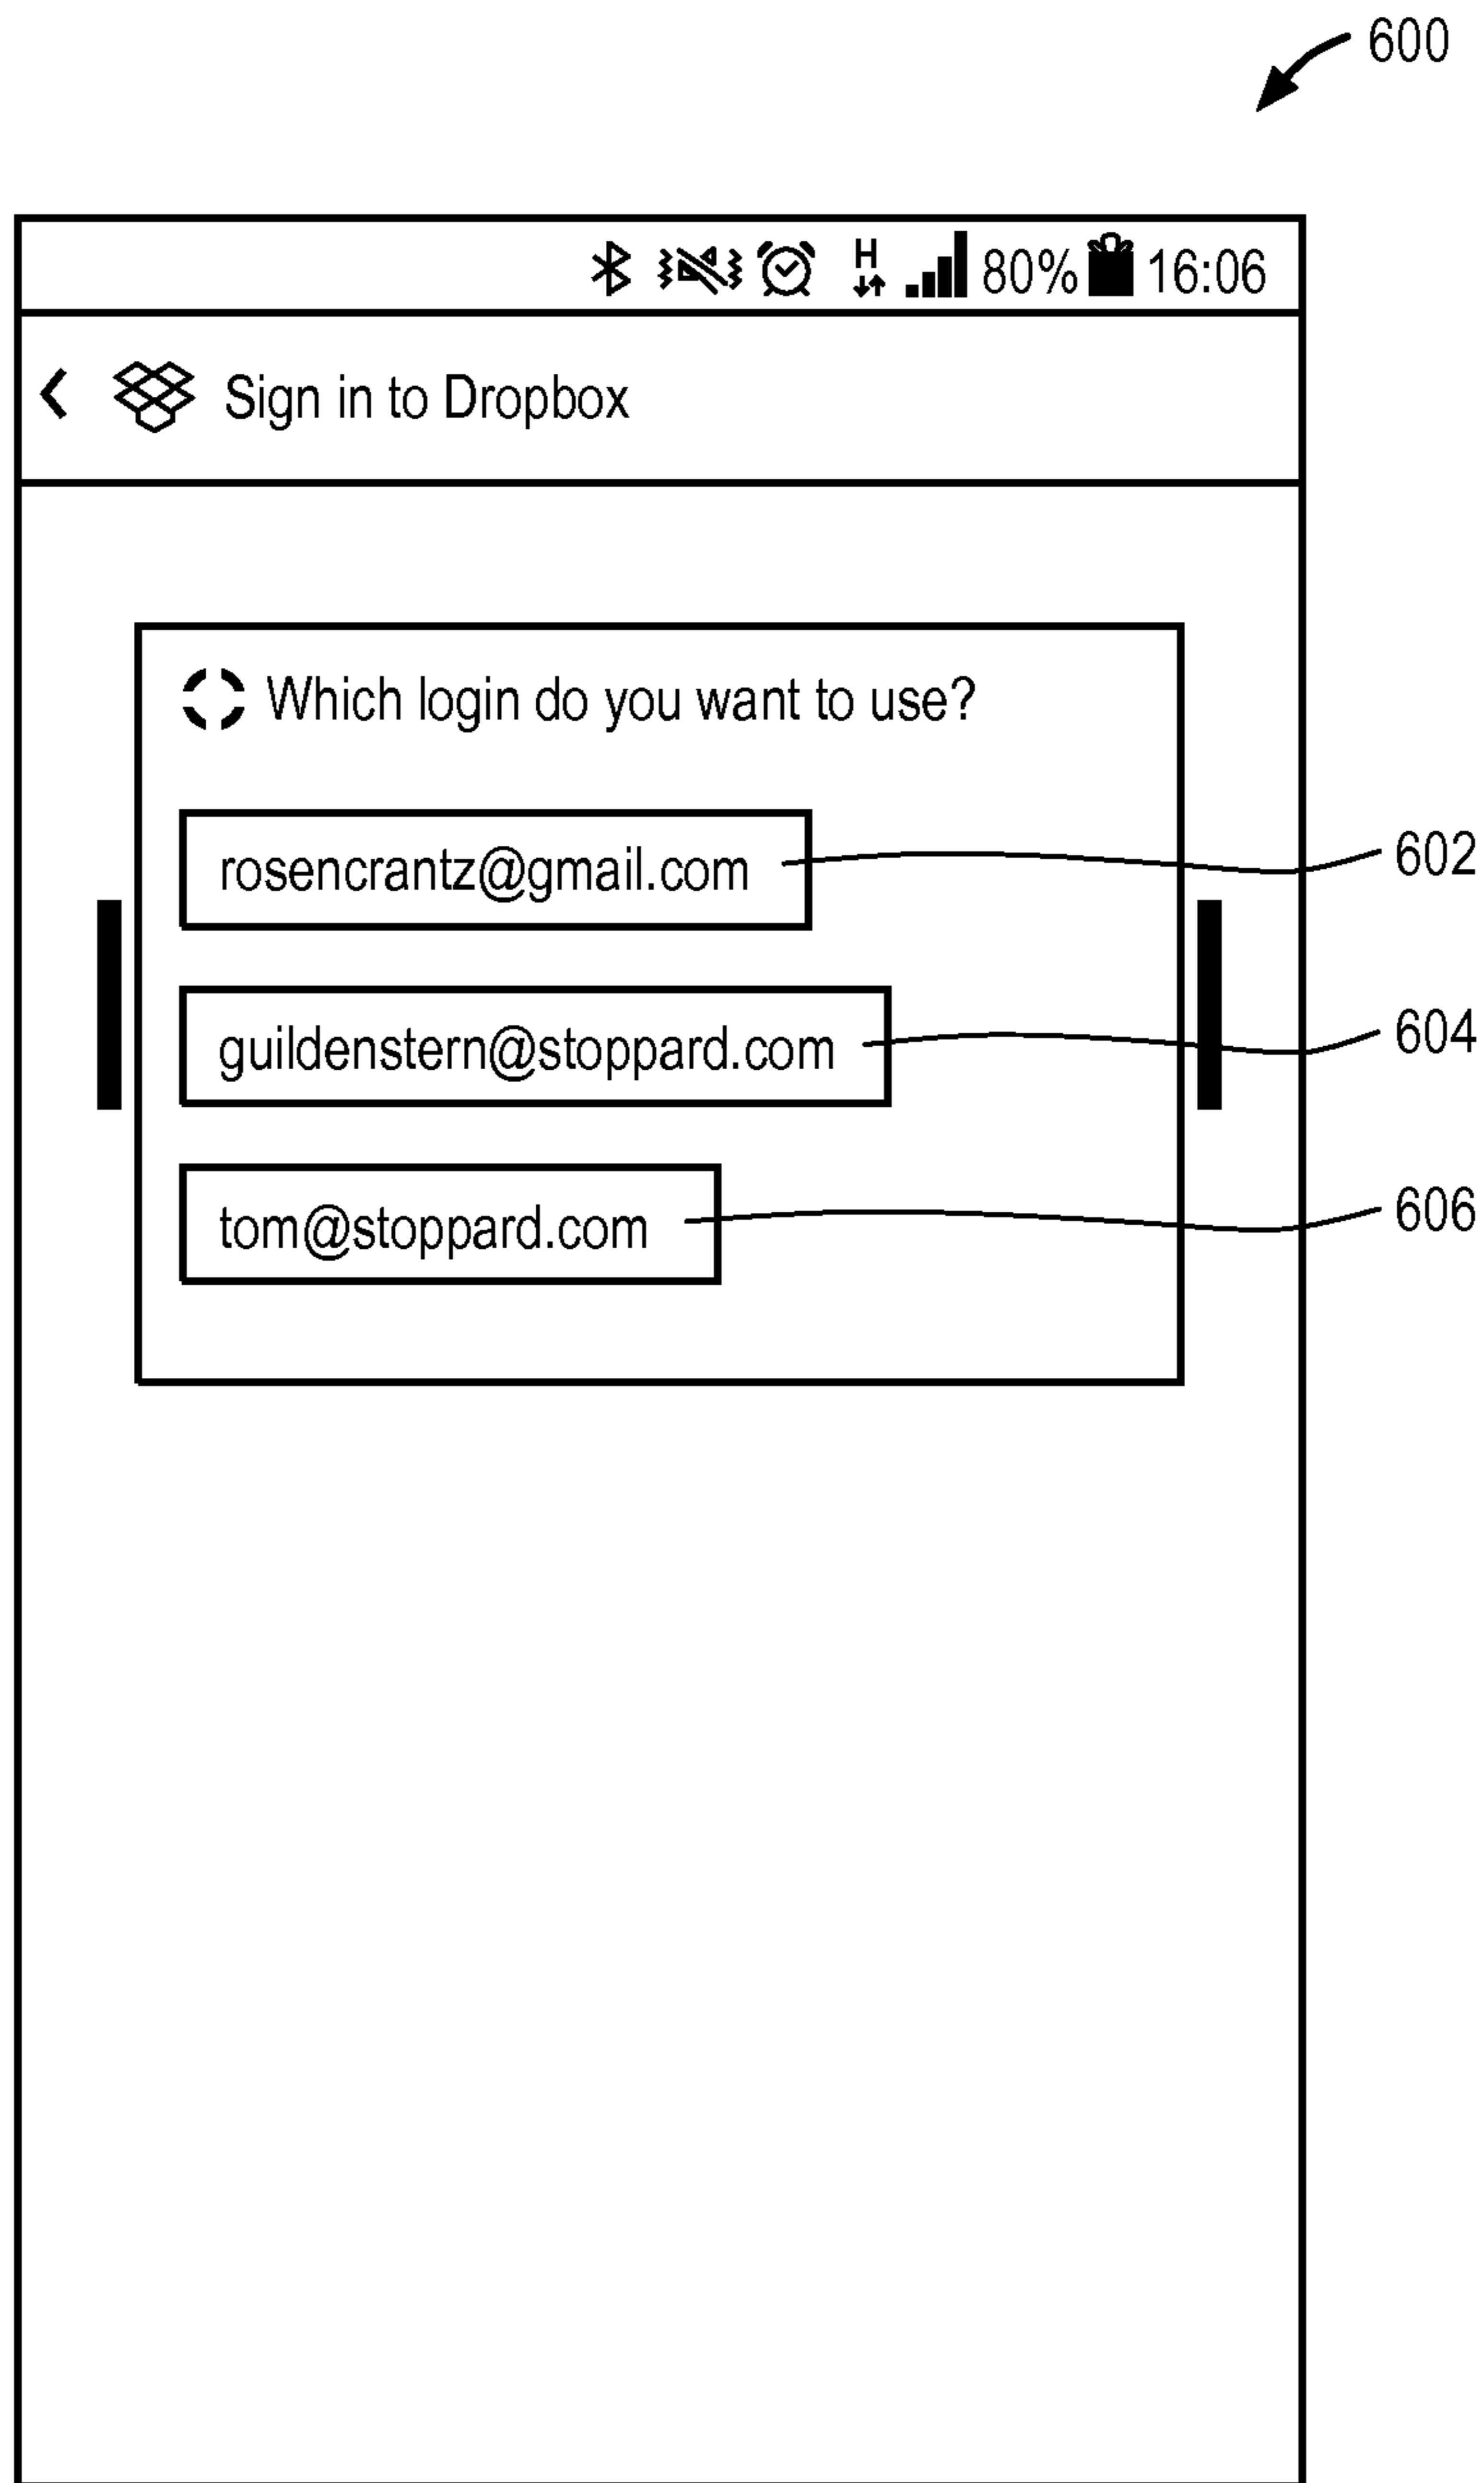 600
H 80% 16:06
Sign in to Dropbox
Which login do you want to use?
rosencrantz@gmail.com 602
guildenstern@stoppard.com 604
tom@stoppard.com 606